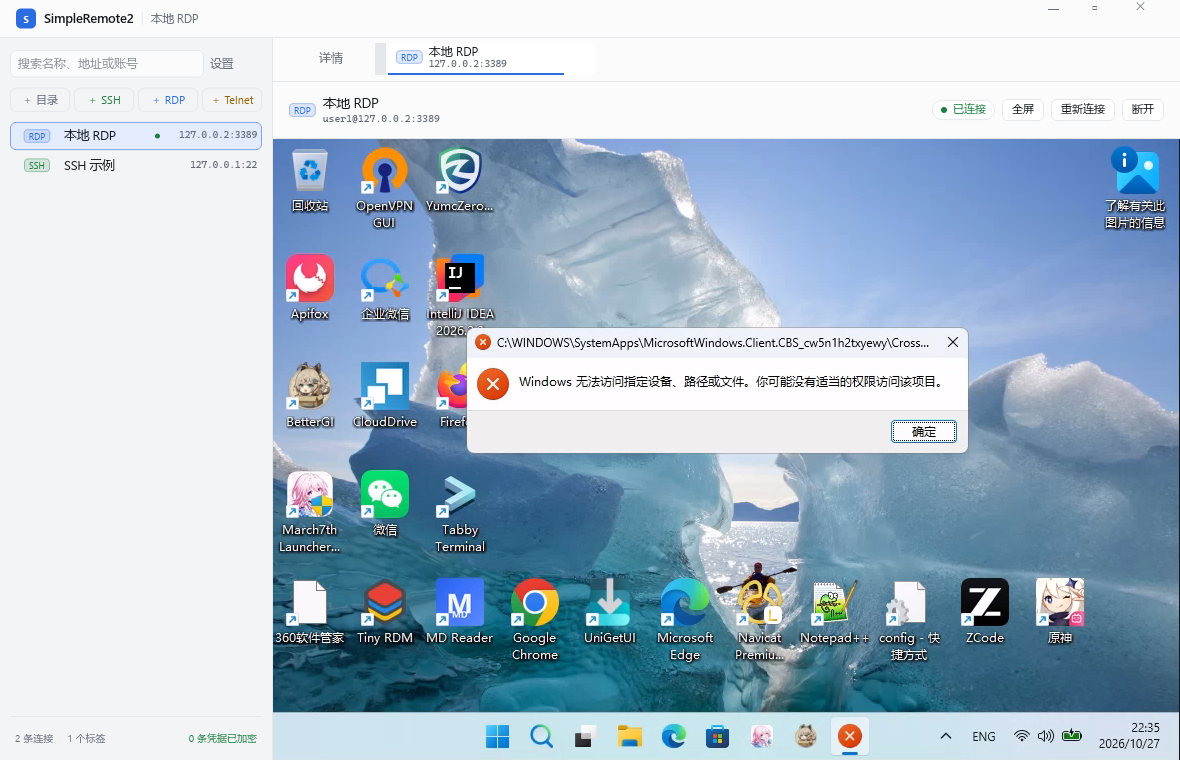 S SimpleRemote2 本地 RDP
搜索名称、地址或账号 设置
+ 目录 + SSH + RDP + Telnet
RDP 本地 RDP 127.0.0.2:3389
SSH SSH 示例 127.0.0.1:22
1 条连接 1 个标签 0 条凭据已加密
详情
RDP 本地 RDP
127.0.0.2:3389
RDP 本地 RDP
user1@127.0.0.2:3389
已连接 全屏 重新连接 断开
回收站
OpenVPN
GUI
YumcZero...
了解有关此
图片的信息
Apifox
企业微信
IJ
IntelliJ IDEA
C:\WINDOWS\SystemApps\MicrosoftWindows.Client.CBS_cw5n1h2txyewy\Cross...
Windows 无法访问指定设备、路径或文件。你可能没有适当的权限访问该项目。
确定
BetterGI
CloudDrive
March7th
Launcher...
微信
Tabby
Terminal
360软件管家
Tiny RDM
MD
MD Reader
Google
Chrome
UniGetUI
Microsoft
Edge
L
Navicat
Premiu...
Notepad++
config - 快
捷方式
Z
ZCode
原神
ENG
22:35
2026/10/27